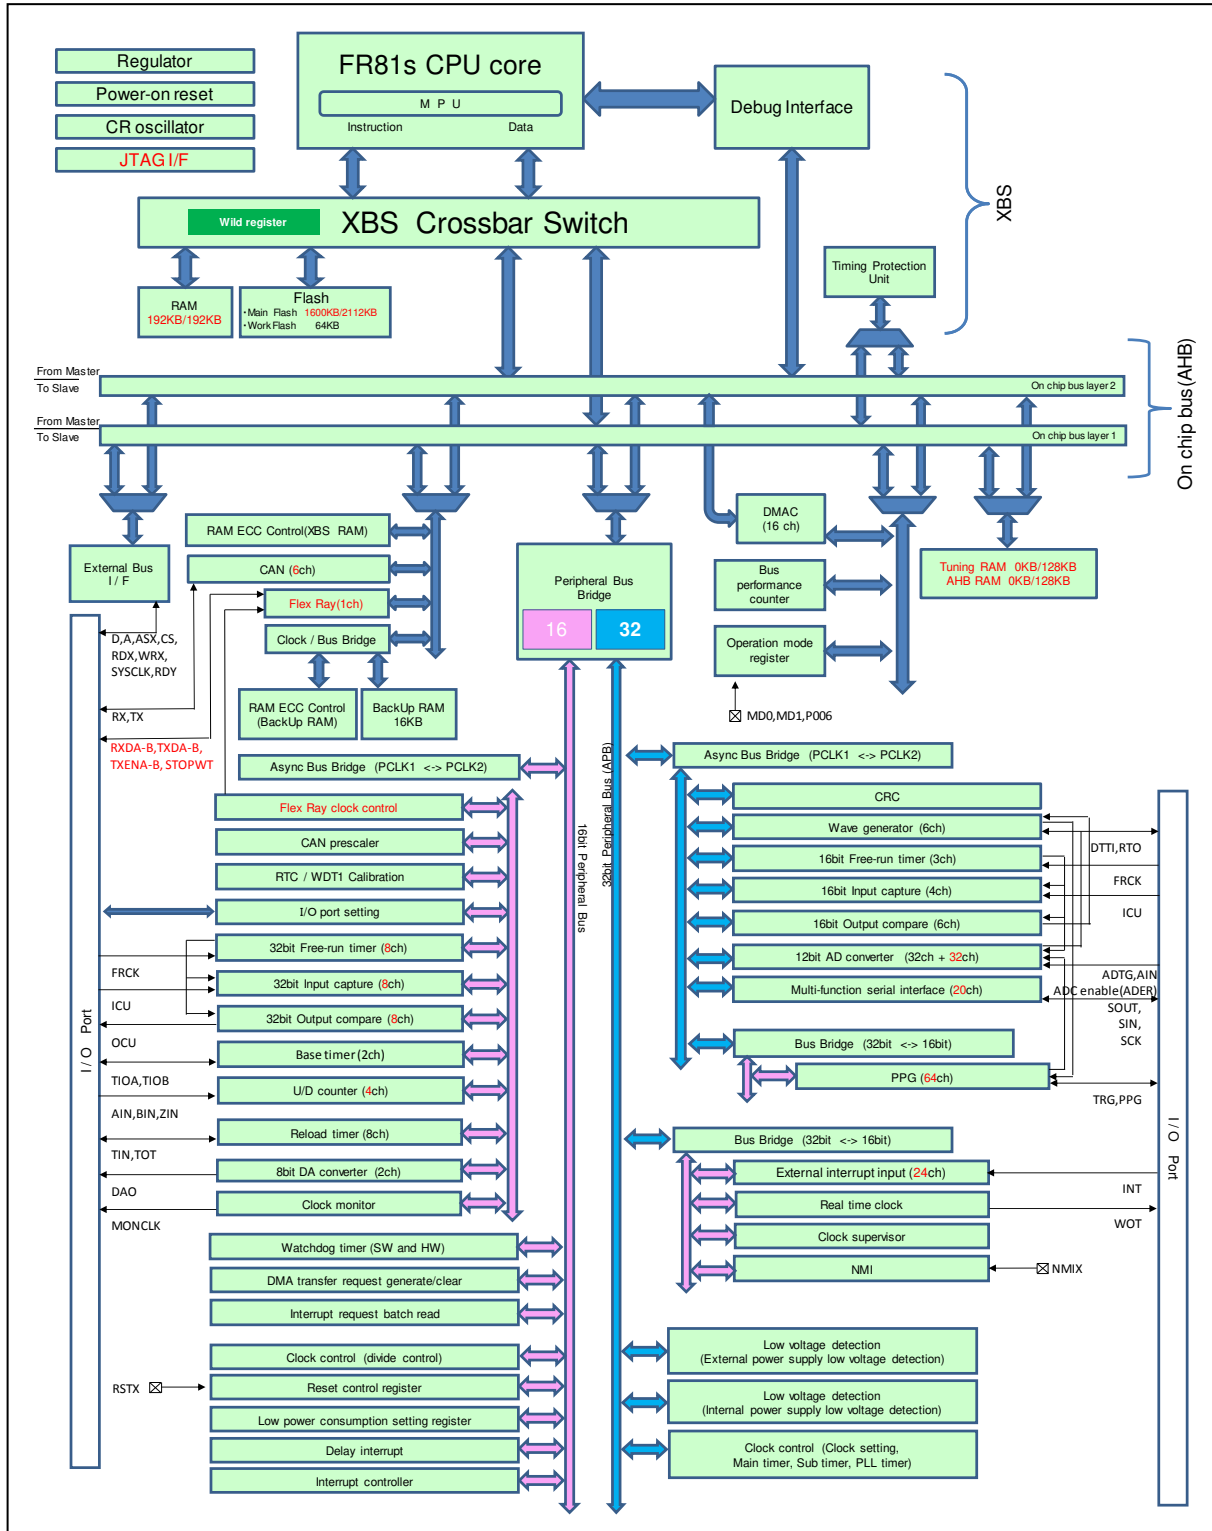 Regulator
Power-on reset
CR oscillator
JTAG I/F
FR81s CPU core
M P U
Instruction Data
Debug Interface
XBS
Wild register
XBS Crossbar Switch
RAM
192KB/192KB
Flash
・Main Flash 1600KB/2112KB
・WorkFlash 64KB
Timing Protection
Unit
On chip bus(AHB)
From Master
To Slave
On chip bus layer 2
From Master
To Slave
On chip bus layer 1
External Bus
I / F
RAM ECC Control(XBS RAM)
CAN (6ch)
Flex Ray(1ch)
Clock / Bus Bridge
RAM ECC Control
(BackUp RAM)
BackUp RAM
16KB
Peripheral Bus
Bridge
16
32
DMAC
(16 ch)
Bus
performance
counter
Operation mode
register
MD0,MD1,P006
Tuning RAM 0KB/128KB
AHB RAM 0KB/128KB
D,A,ASX,CS,
RDX,WRX,
SYSCLK,RDY
RX,TX
RXDA-B,TXDA-B,
TXENA-B, STOPWT
I / O Port
Async Bus Bridge (PCLK1 <-> PCLK2)
Flex Ray clock control
CAN prescaler
RTC / WDT1 Calibration
I/O port setting
32bit Free-run timer (8ch)
FRCK
32bit Input capture (8ch)
ICU
32bit Output compare (8ch)
OCU
Base timer (2ch)
TIOA,TIOB
U/D counter (4ch)
AIN,BIN,ZIN
Reload timer (8ch)
TIN,TOT
8bit DA converter (2ch)
DAO
Clock monitor
MONCLK
Watchdog timer (SW and HW)
DMA transfer request generate/clear
Interrupt request batch read
Clock control (divide control)
RSTX
Reset control register
Low power consumption setting register
Delay interrupt
Interrupt controller
16bit Peripheral Bus
32bit Peripheral Bus (APB)
Async Bus Bridge (PCLK1 <-> PCLK2)
CRC
Wave generator (6ch)
DTTI,RTO
16bit Free-run timer (3ch)
FRCK
16bit Input capture (4ch)
ICU
16bit Output compare (6ch)
12bit AD converter (32ch + 32ch)
ADTG,AIN
ADC enable(ADER)
Multi-function serial interface (20ch)
SOUT,
SIN,
SCK
Bus Bridge (32bit <-> 16bit)
PPG (64ch)
TRG,PPG
Bus Bridge (32bit <-> 16bit)
External interrupt input (24ch)
INT
Real time clock
WOT
Clock supervisor
NMI
NMIX
Low voltage detection
(External power supply low voltage detection)
Low voltage detection
(Internal power supply low voltage detection)
Clock control (Clock setting,
Main timer, Sub timer, PLL timer)
I / O Port